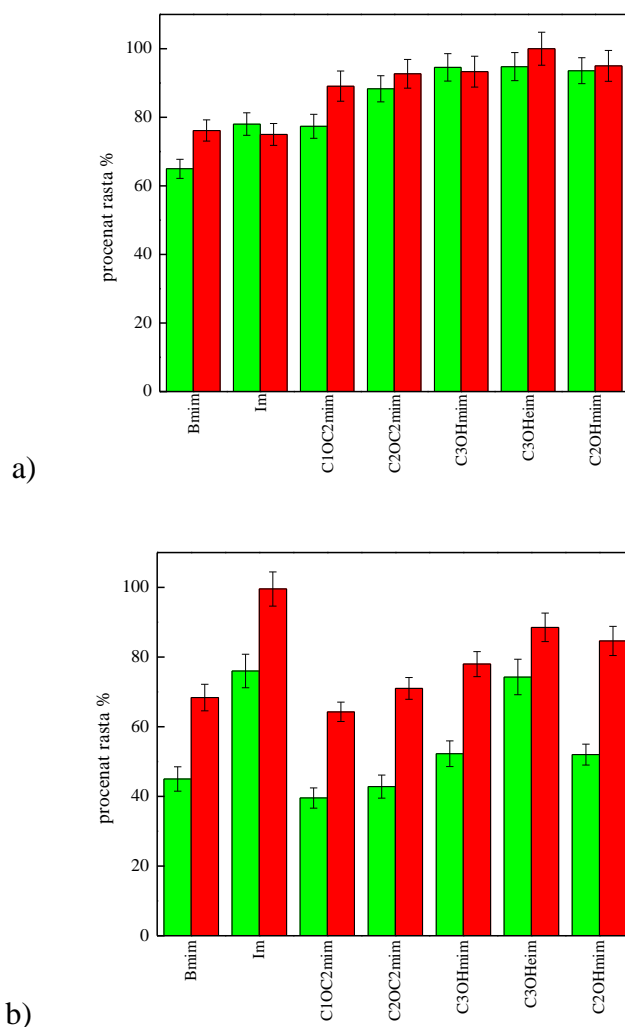 100
80
60
40
20
0
procenat rasta %
Bmim
Im
C1OC2mim
C2OC2mim
C3OHmim
C3OHeim
C2OHmim
a)
100
80
60
40
20
0
procenat rasta %
Bmim
Im
C1OC2mim
C2OC2mim
C3OHmim
C3OHeim
C2OHmim
b)